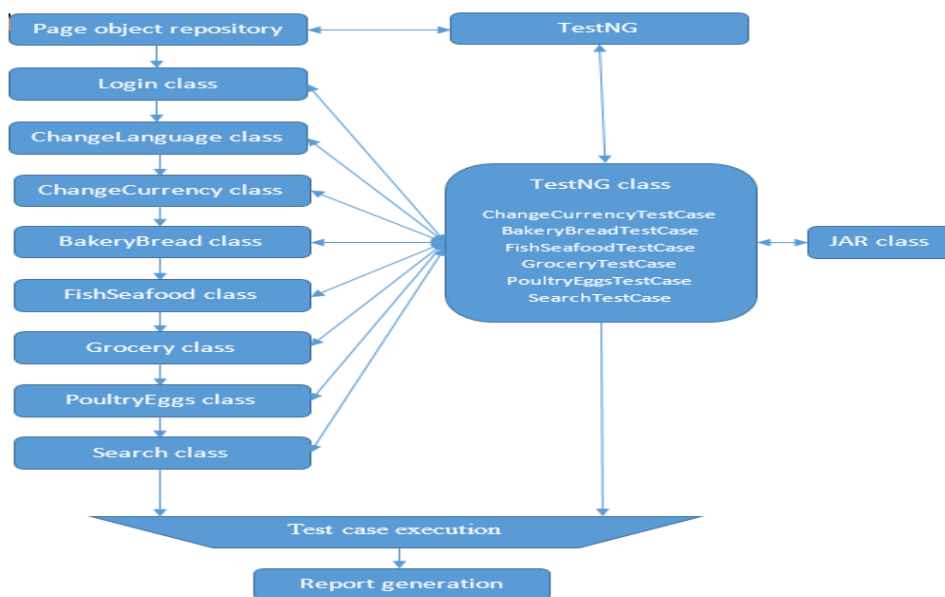 Page object repository
TestNG
Login class
ChangeLanguage class
ChangeCurrency class
BakeryBread class
FishSeafood class
Grocery class
PoultryEggs class
Search class
TestNG class
ChangeCurrencyTestCase
BakeryBreadTestCase
FishSeafoodTestCase
GroceryTestCase
PoultryEggsTestCase
SearchTestCase
JAR class
Test case execution
Report generation